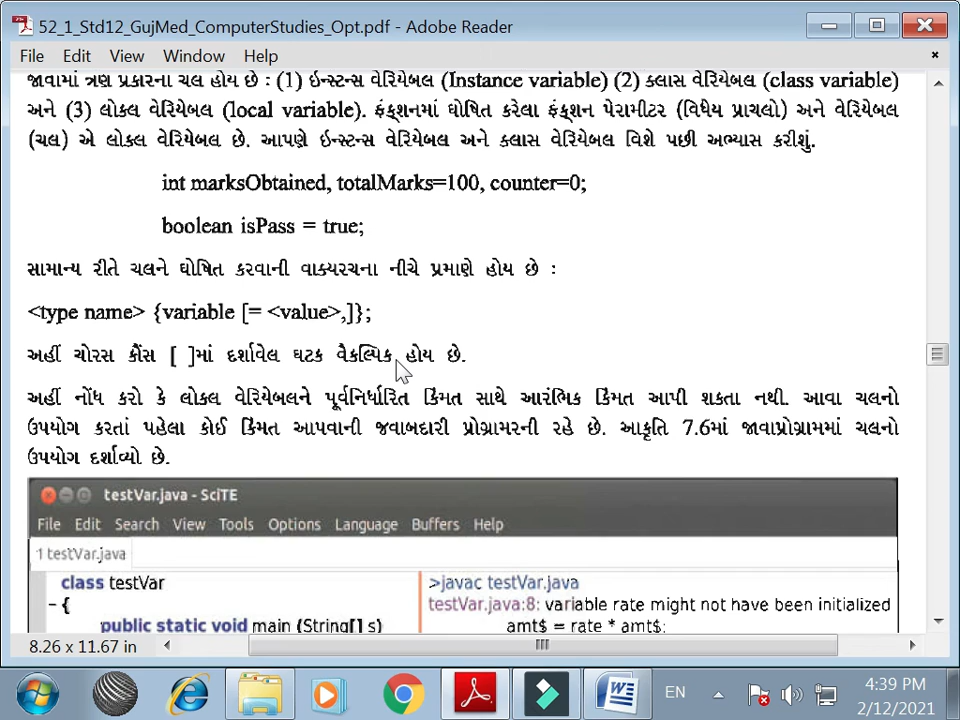 52_1_Std12_GujMed_ComputerStudies_Opt.pdf - Adobe Reader
File Edit View Window Help
જાવામાં ત્રણ પ્રકારના ચલ હોય છે : (1) ઇન્સ્ટન્સ વેરિયેબલ (Instance variable) (2) ક્લાસ વેરિયેબલ (class variable)
અને (3) લોકલ વેરિયેબલ (local variable). ફંક્શનમાં ઘોષિત કરેલા ફંક્શન પેરામીટર (વિધેય પ્રાચલો) અને વેરિયેબલ
(ચલ) એ લોકલ વેરિયેબલ છે. આપણે ઇન્સ્ટન્સ વેરિયેબલ અને ક્લાસ વેરિયેબલ વિશે પછી અભ્યાસ કરીશું.
int marksObtained, totalMarks=100, counter=0;
boolean isPass = true;
સામાન્ય રીતે ચલને ઘોષિત કરવાની વાક્યરચના નીચે પ્રમાણે હોય છે :
<type name> {variable [= <value>,]};
અહીં ચોરસ કૌંસ [ ]માં દર્શાવેલ ઘટક વૈકલ્પિક હોય છે.
અહીં નોંધ કરો કે લોકલ વેરિયેબલને પૂર્વનિર્ધારિત કિંમત સાથે આરંભિક કિંમત આપી શકતા નથી. આવા ચલનો
ઉપયોગ કરતાં પહેલા કોઈ કિંમત આપવાની જવાબદારી પ્રોગ્રામરની રહે છે. આકૃતિ 7.6માં જાવાપ્રોગ્રામમાં ચલનો
ઉપયોગ દર્શાવ્યો છે.
testVar.java - SciTE
File Edit Search View Tools Options Language Buffers Help
1 testVar.java
class testVar >javac testVar.java
{ testVar.java:8: variable rate might not have been initialized
public static void main (String[] s) amt$ = rate * amt$;
8.26 x 11.67 in
EN
4:39 PM
2/12/2021